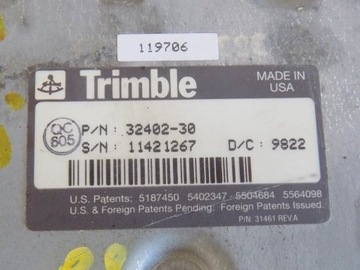 119706
Trimble
MADE IN
USA
QC
605
P/N: 32402-30
S/N: 11421267 D/C: 9822
U.S. Patents: 5187450 5402347 5504684 5564098
U.S. & Foreign Patents Pending: Foreign Patents Issued.
P/N: 31461 REV.A